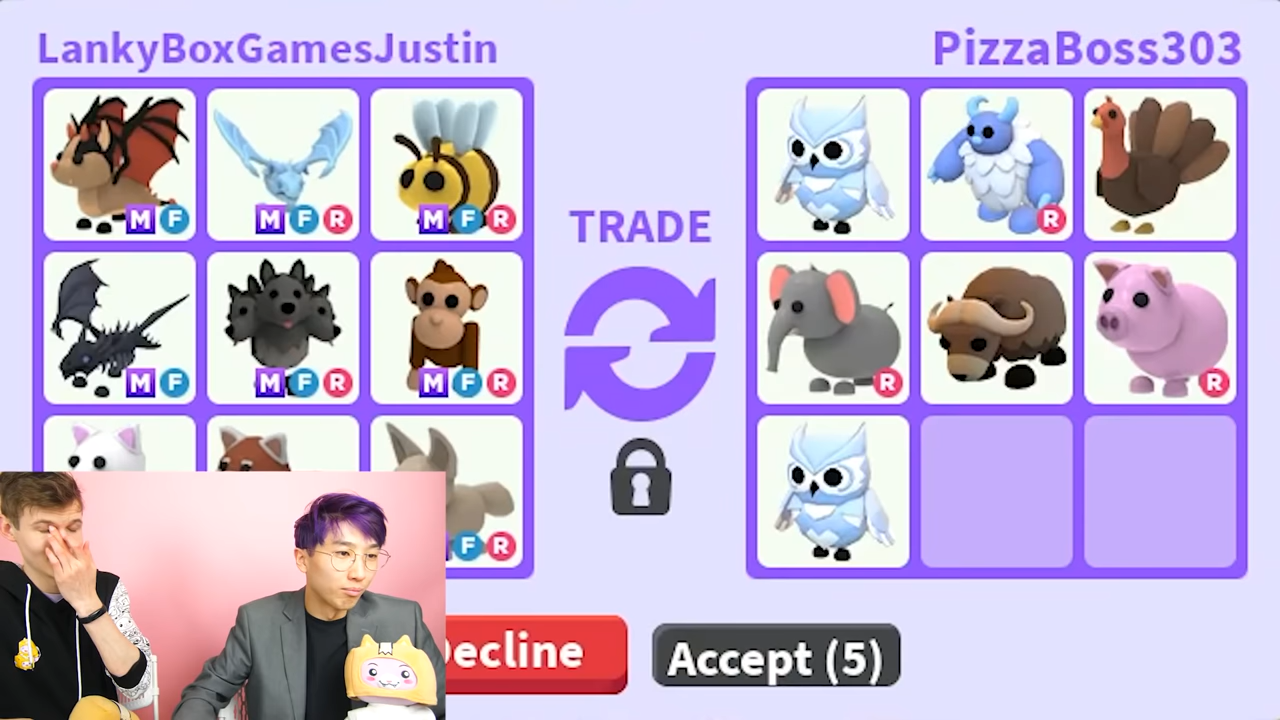 LankyBoxGamesJustin
PizzaBoss303
M F
M F R
M F R
R
TRADE
M F
M F R
M F R
R
R
F R
Decline
Accept (5)